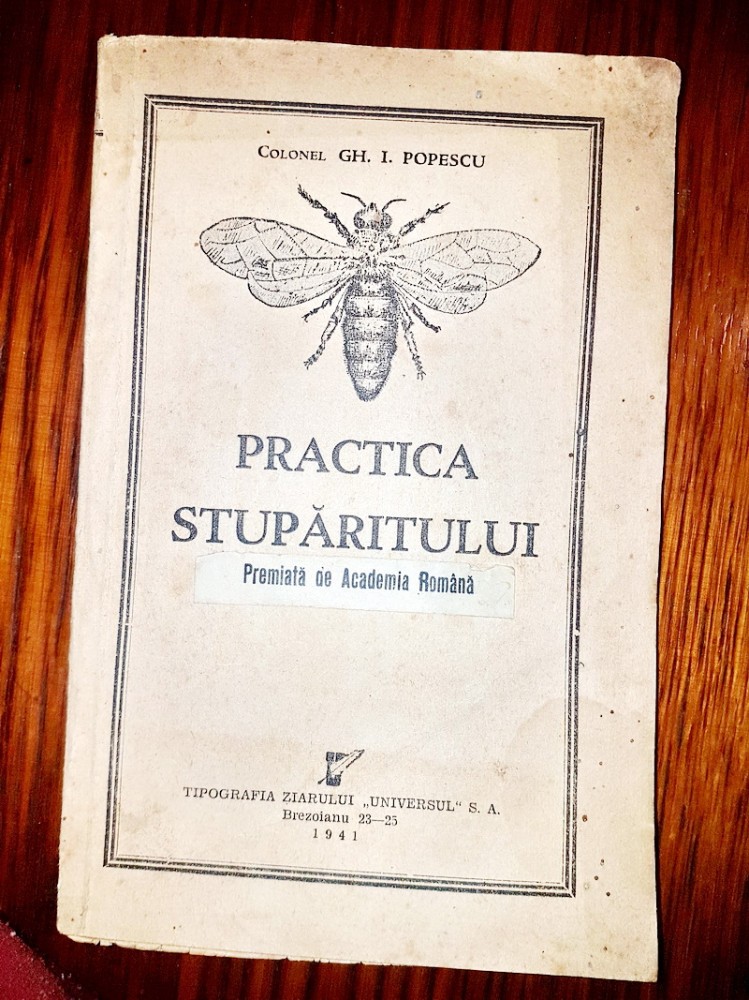 COLONEL GH. I. POPESCU
PRACTICA
STUPĂRITULUI
Premiată de Academia Română
TIPOGRAFIA ZIARULUI „UNIVERSUL“ S. A.
Brezoianu 23—25
1941